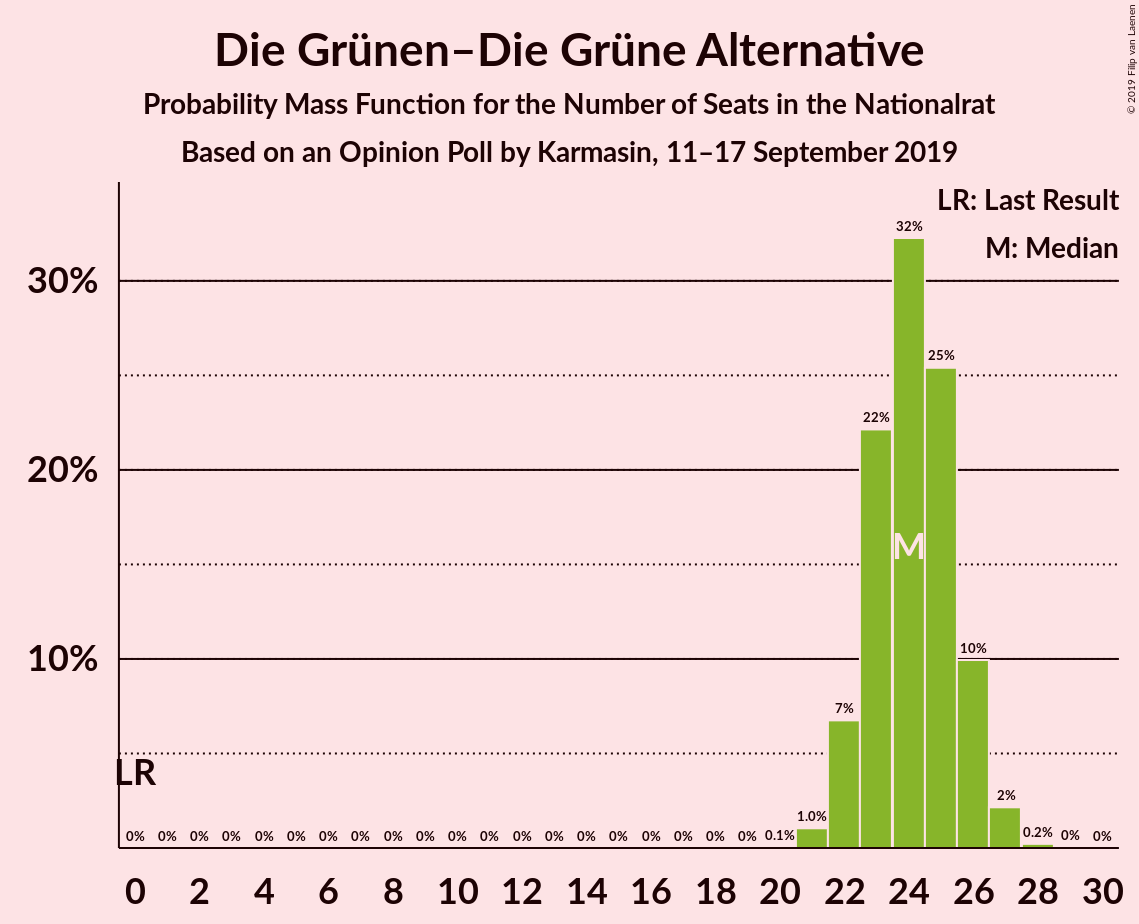 Die Grünen–Die Grüne Alternative
Probability Mass Function for the Number of Seats in the Nationalrat
Based on an Opinion Poll by Karmasin, 11–17 September 2019
© 2019 Filip van Laenen
LR: Last Result
M: Median
32%
30%
25%
22%
20%
M
10%
10%
7%
LR
2%
1.0%
0% 0% 0% 0% 0% 0% 0% 0% 0% 0% 0% 0% 0% 0% 0% 0% 0% 0% 0% 0% 0.1% 0.2% 0% 0%
0 2 4 6 8 10 12 14 16 18 20 22 24 26 28 30